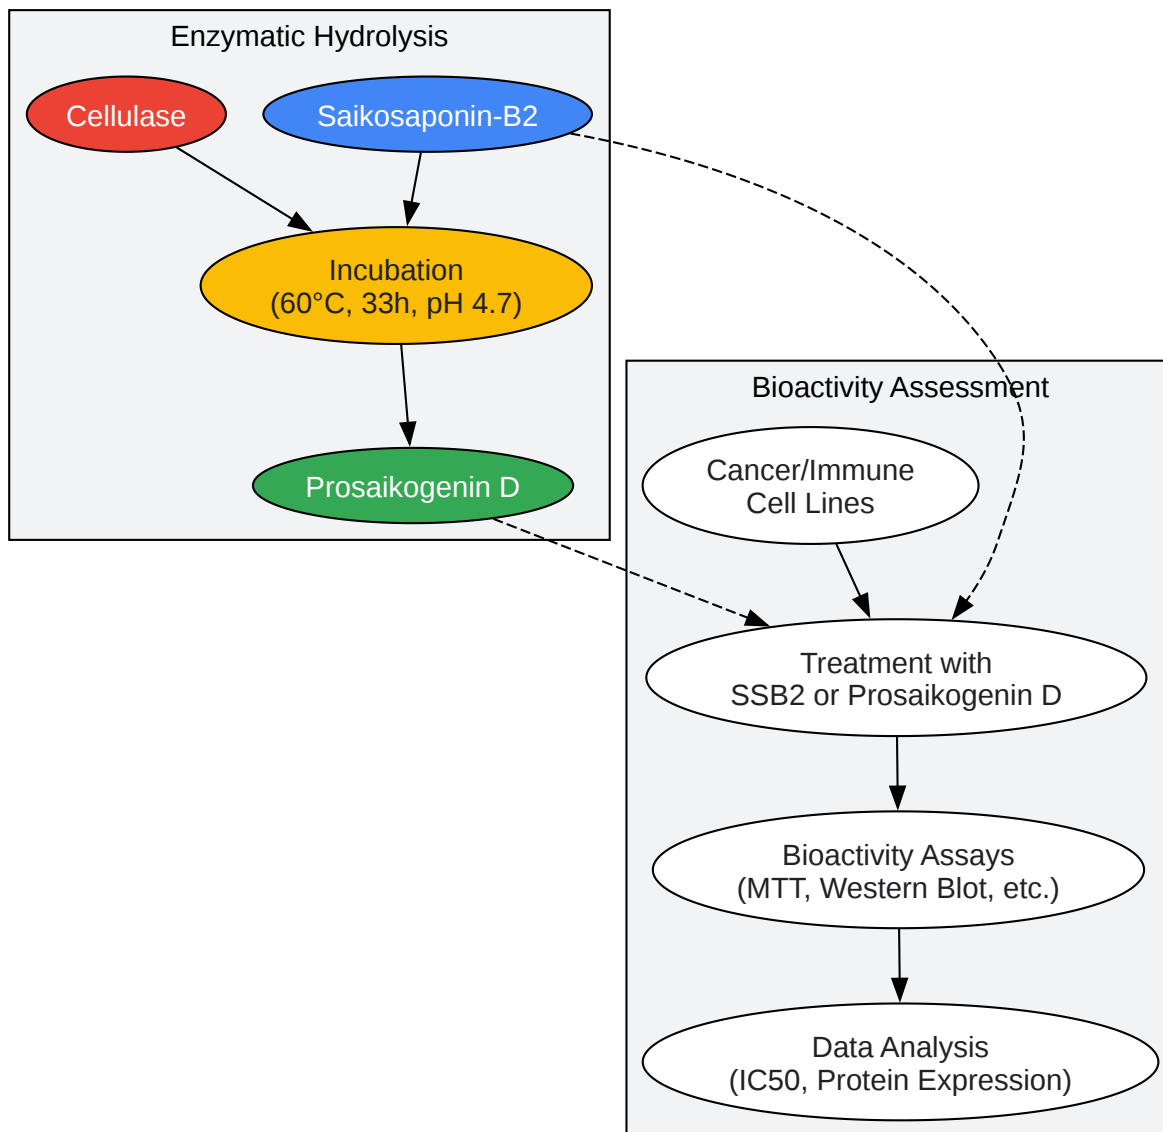 Enzymatic Hydrolysis
Cellulase
Saikosaponin-B2
Incubation
(60°C, 33h, pH 4.7)
Prosaikogenin D
Bioactivity Assessment
Cancer/Immune
Cell Lines
Treatment with
SSB2 or Prosaikogenin D
Bioactivity Assays
(MTT, Western Blot, etc.)
Data Analysis
(IC50, Protein Expression)